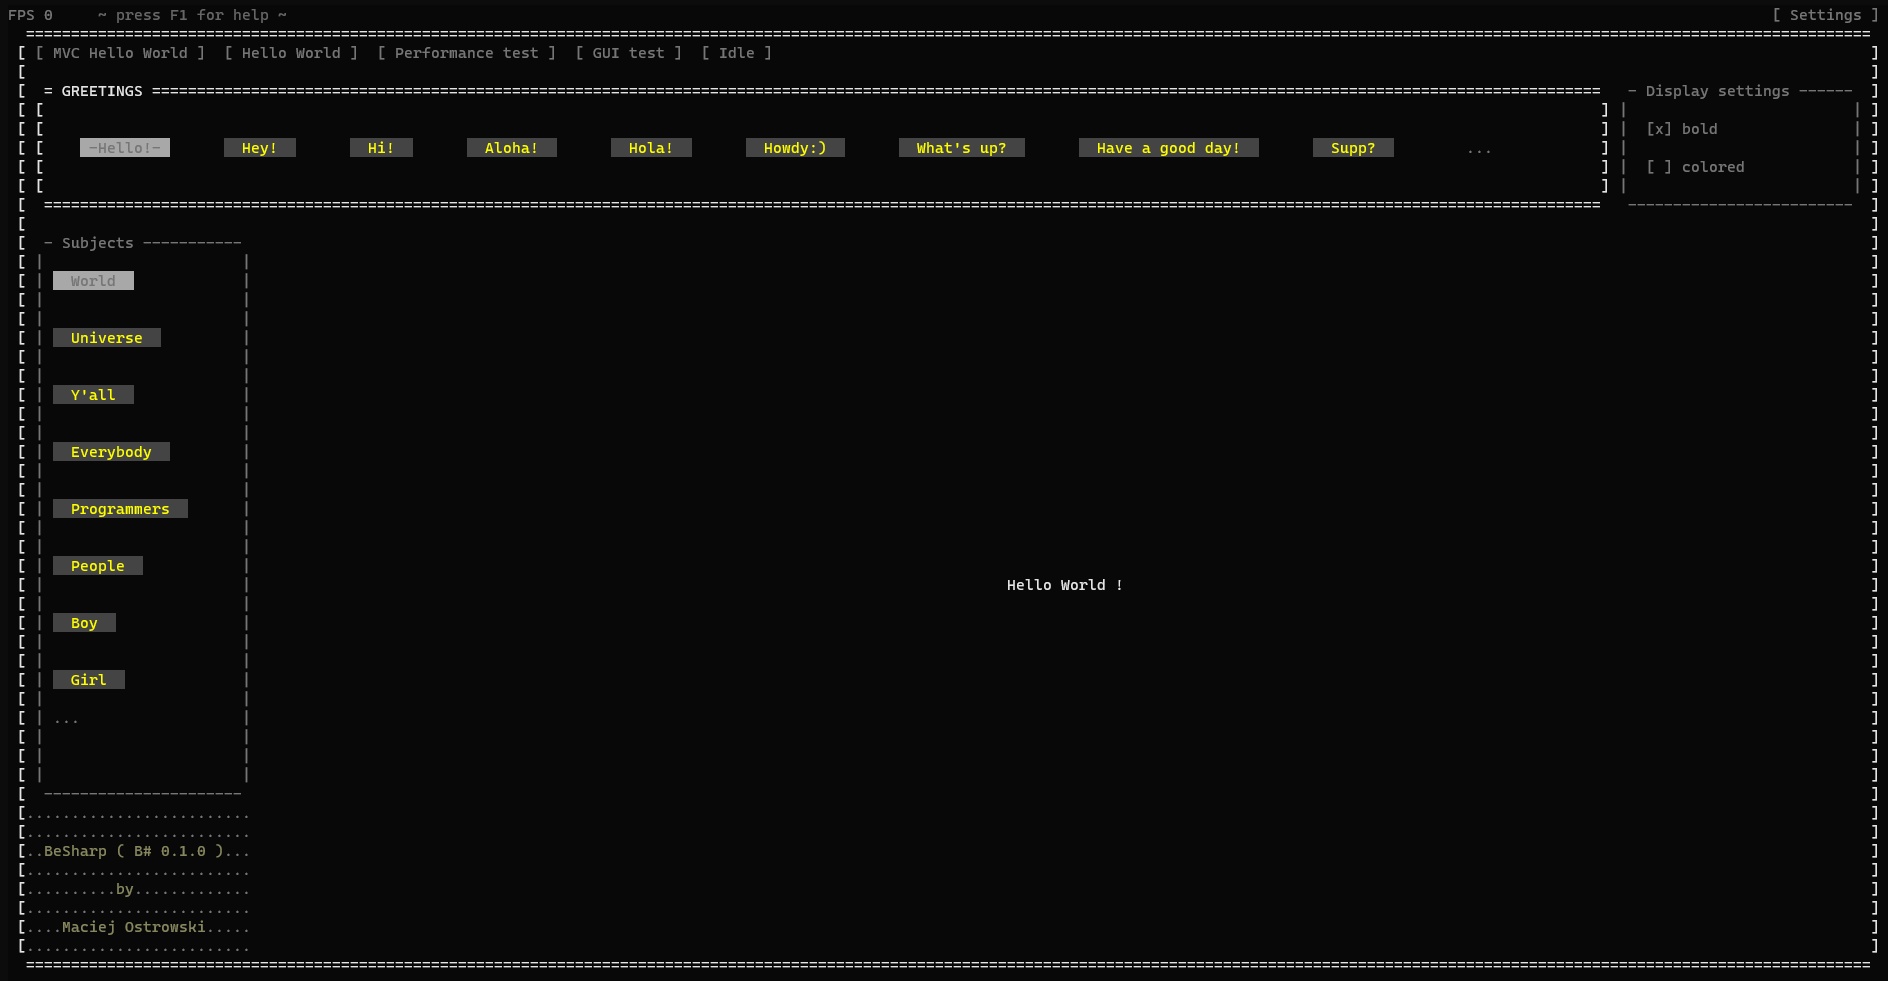 FPS 0 ~ press F1 for help ~ [ Settings ]
[ MVC Hello World ] [ Hello World ] [ Performance test ] [ GUI test ] [ Idle ]
= GREETINGS =
- Display settings ------
-Hello!- Hey! Hi! Aloha! Hola! Howdy:) What's up? Have a good day! Supp? ...
[x] bold
[ ] colored
- Subjects -----------
World
Universe
Y'all
Everybody
Programmers
People
Boy
Girl
...
Hello World !
..BeSharp ( B# 0.1.0 )...
..........by.............
....Maciej Ostrowski.....